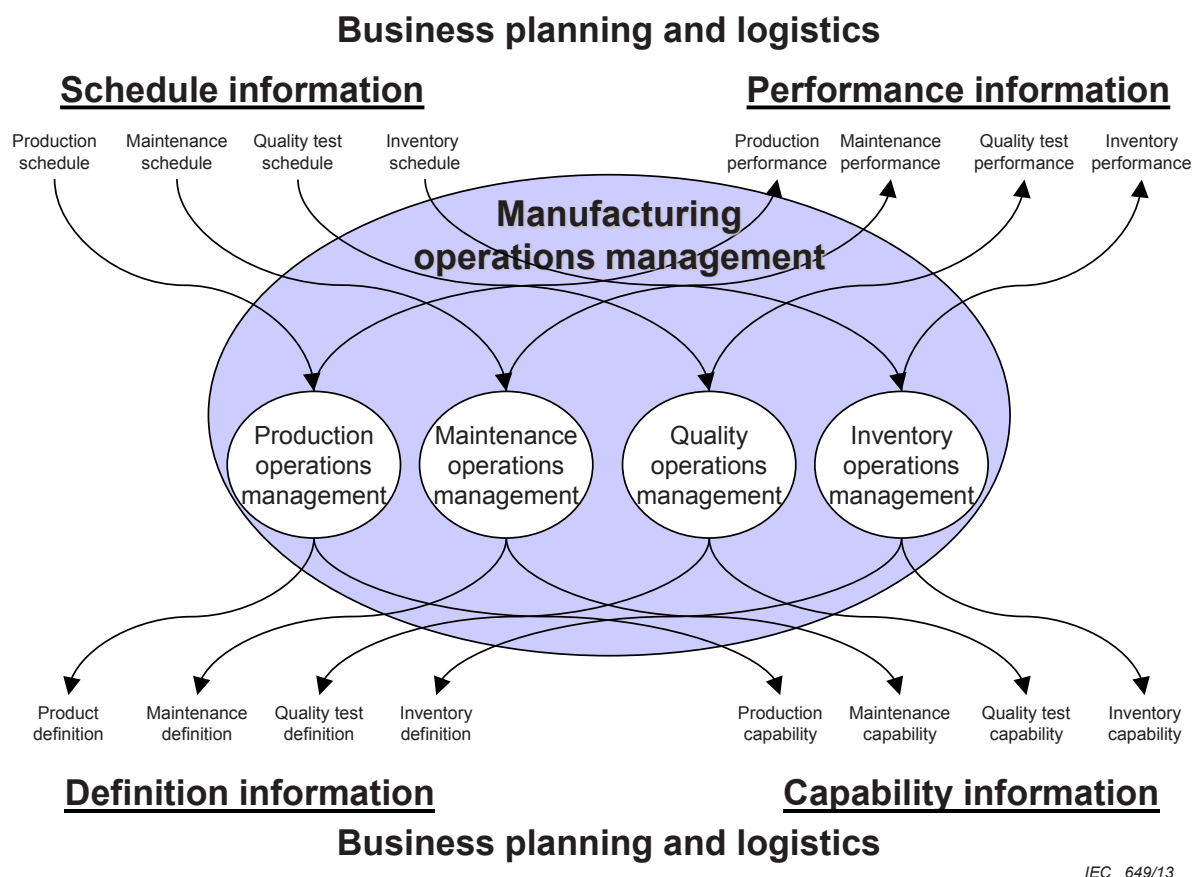 Business planning and logistics
Schedule information
Performance information
Production
schedule
Maintenance
schedule
Quality test
schedule
Inventory
schedule
Production
performance
Maintenance
performance
Quality test
performance
Inventory
performance
Manufacturing
operations management
Production
operations
management
Maintenance
operations
management
Quality
operations
management
Inventory
operations
management
Product
definition
Maintenance
definition
Quality test
definition
Inventory
definition
Production
capability
Maintenance
capability
Quality test
capability
Inventory
capability
Definition information
Capability information
Business planning and logistics
IEC 649/13